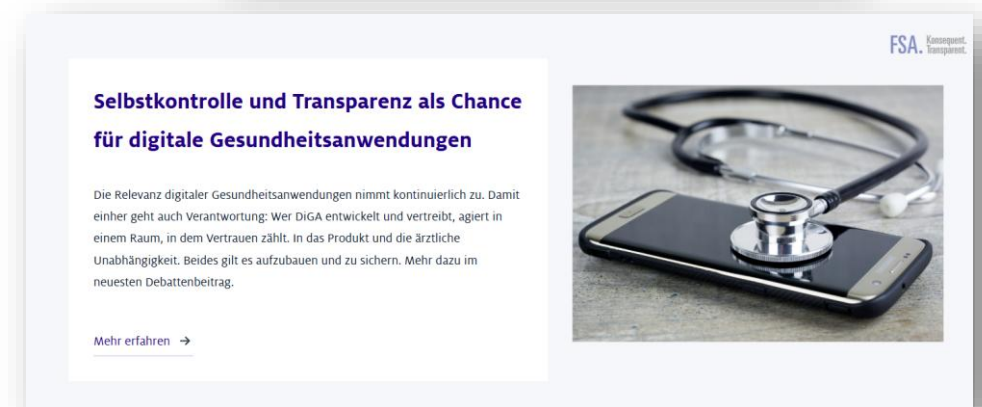 FSA. Konsequent.
Transparent.
Selbstkontrolle und Transparenz als Chance
für digitale Gesundheitsanwendungen
Die Relevanz digitaler Gesundheitsanwendungen nimmt kontinuierlich zu. Damit
einher geht auch Verantwortung: Wer DiGA entwickelt und vertreibt, agiert in
einem Raum, in dem Vertrauen zählt. In das Produkt und die ärztliche
Unabhängigkeit. Beides gilt es aufzubauen und zu sichern. Mehr dazu im
neuesten Debattenbeitrag.
Mehr erfahren →